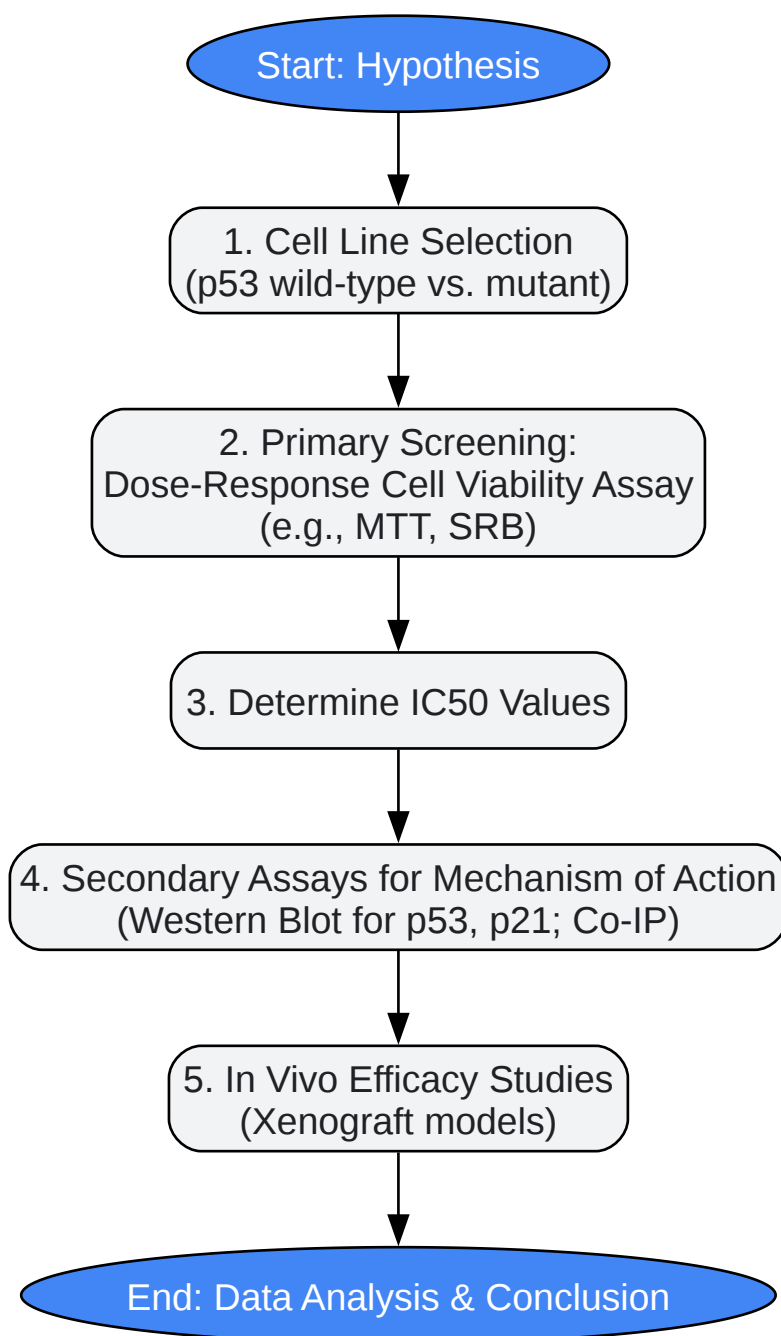 Start: Hypothesis
1. Cell Line Selection
(p53 wild-type vs. mutant)
2. Primary Screening:
Dose-Response Cell Viability Assay
(e.g., MTT, SRB)
3. Determine IC50 Values
4. Secondary Assays for Mechanism of Action
(Western Blot for p53, p21; Co-IP)
5. In Vivo Efficacy Studies
(Xenograft models)
End: Data Analysis & Conclusion